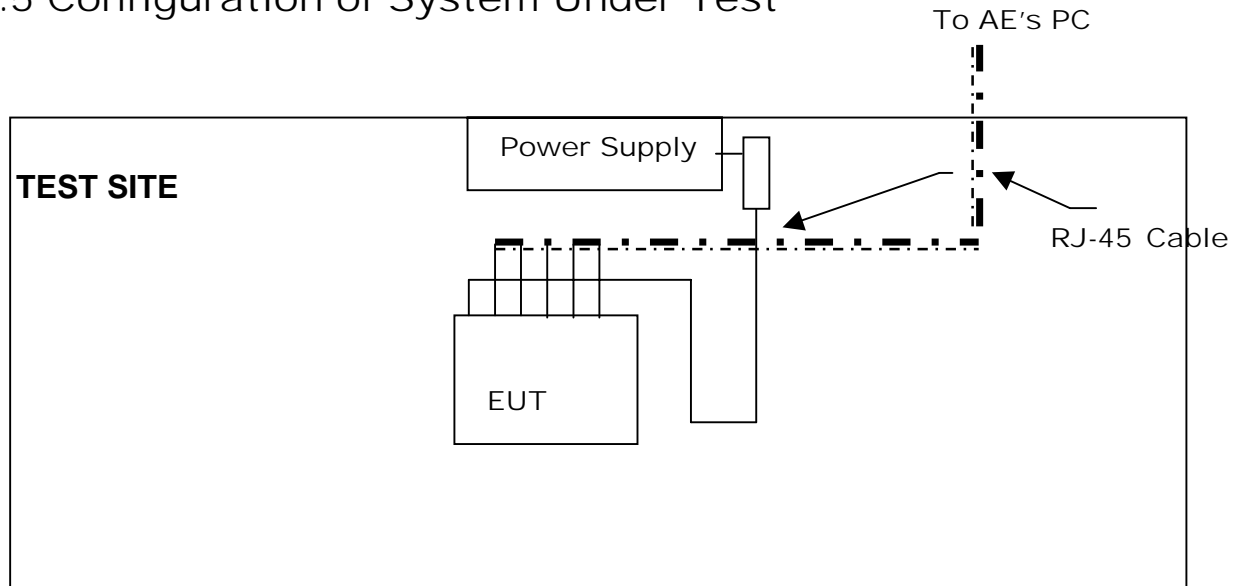 .5 Configuration of System Under Test
To AE's PC
Power Supply
TEST SITE
RJ-45 Cable
EUT